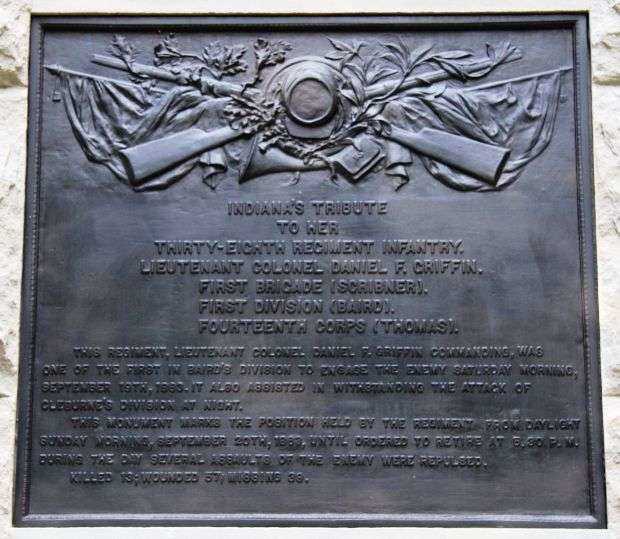 INDIANA'S TRIBUTE
TO HER
THIRTY-EIGHTH REGIMENT INFANTRY.
LIEUTENANT COLONEL DANIEL F. GRIFFIN.
FIRST BRIGADE (SCRIBNER).
FIRST DIVISION (BAIRD).
FOURTEENTH CORPS (THOMAS).
THIS REGIMENT, LIEUTENANT COLONEL DANIEL F. GRIFFIN COMMANDING, WAS
ONE OF THE FIRST IN BAIRD'S DIVISION TO ENGAGE THE ENEMY SATURDAY MORNING,
SEPTEMBER 19TH, 1863. IT ALSO ASSISTED IN WITHSTANDING THE ATTACK OF
CLEBURNE'S DIVISION AT NIGHT.
THIS MONUMENT MARKS THE POSITION HELD BY THE REGIMENT FROM DAYLIGHT
SUNDAY MORNING, SEPTEMBER 20TH, 1863, UNTIL ORDERED TO RETIRE AT 5.30 P.M.
DURING THE DAY SEVERAL ASSAULTS OF THE ENEMY WERE REPULSED.
KILLED 13; WOUNDED 57; MISSING 39.